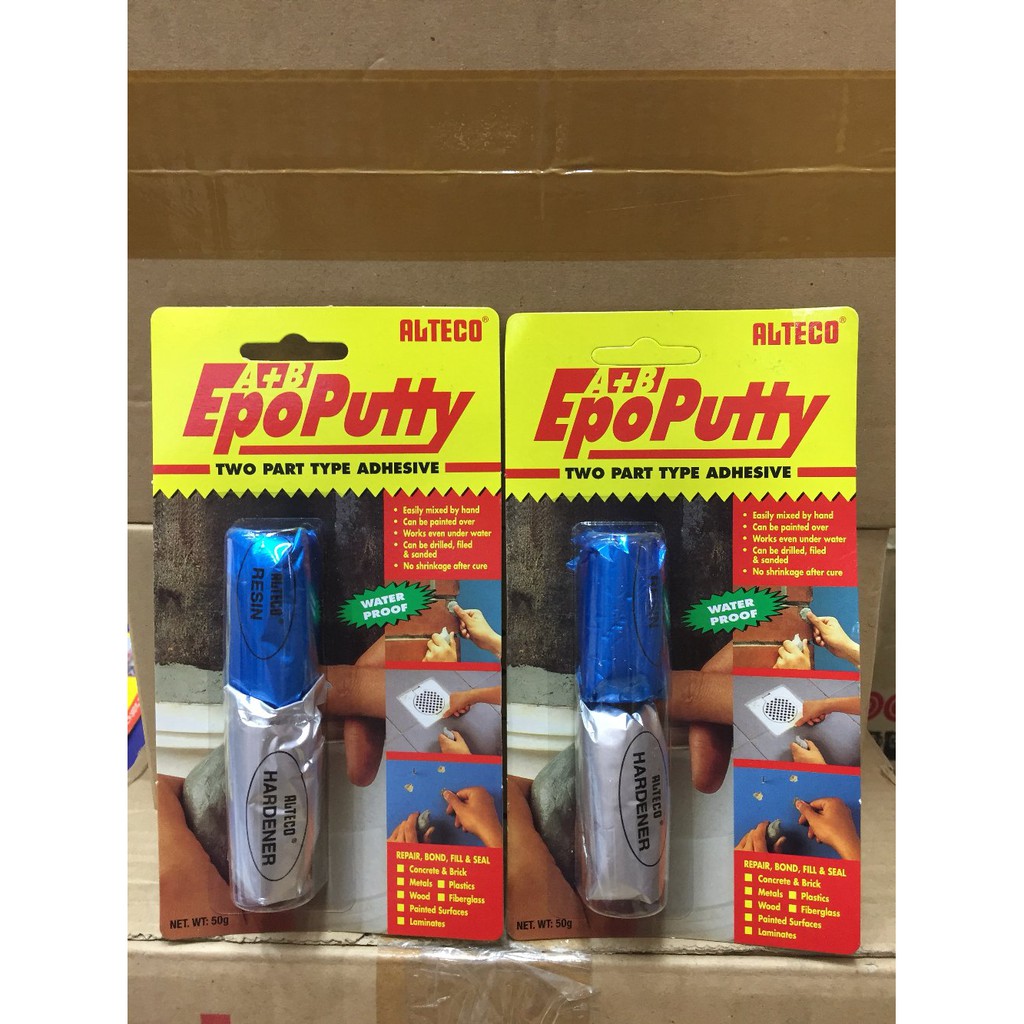 ALTECO®
A+B
EpoPutty
TWO PART TYPE ADHESIVE
• Easily mixed by hand
• Can be painted over
• Works even under water
• Can be drilled, filed
& sanded
• No shrinkage after cure
WATER
PROOF
ALTECO®
RESIN
ALTECO®
HARDENER
REPAIR, BOND, FILL & SEAL
Concrete & Brick
Metals Plastics
Wood Fiberglass
Painted Surfaces
Laminates
NET. WT: 50g
ALTECO®
A+B
EpoPutty
TWO PART TYPE ADHESIVE
• Easily mixed by hand
• Can be painted over
• Works even under water
• Can be drilled, filed
& sanded
• No shrinkage after cure
WATER
PROOF
ALTECO®
HARDENER
REPAIR, BOND, FILL & SEAL
Concrete & Brick
Metals Plastics
Wood Fiberglass
Painted Surfaces
Laminates
NET. WT: 50g